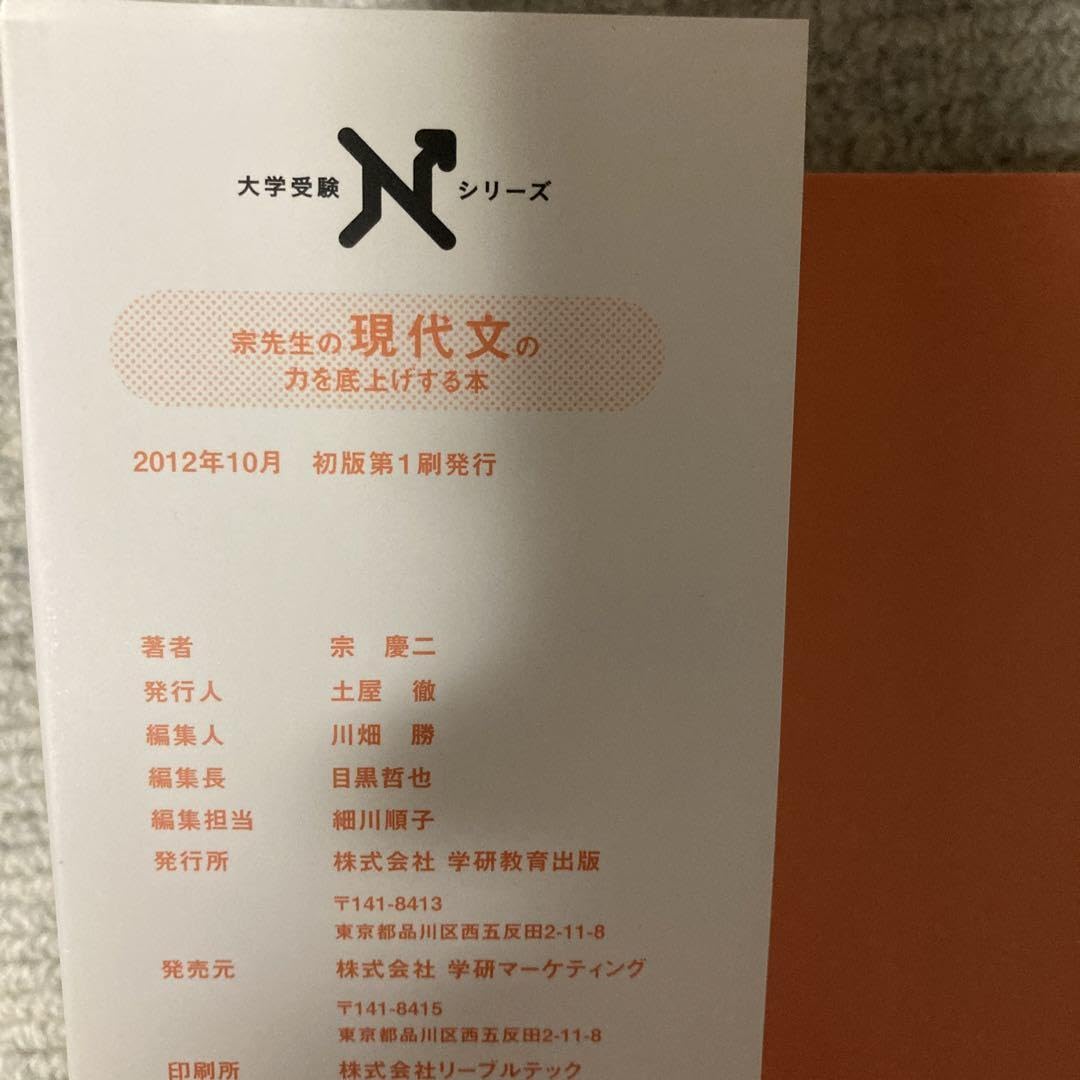 大学受験 N シリーズ
宗先生の現代文の
力を底上げする本
2012年10月 初版第1刷発行
著者 宗 慶二
発行人 土屋 徹
編集人 川畑 勝
編集長 目黒哲也
編集担当 細川順子
発行所 株式会社 学研教育出版
〒141-8413
東京都品川区西五反田2-11-8
発売元 株式会社 学研マーケティング
〒141-8415
東京都品川区西五反田2-11-8
印刷所 株式会社リーブルテック